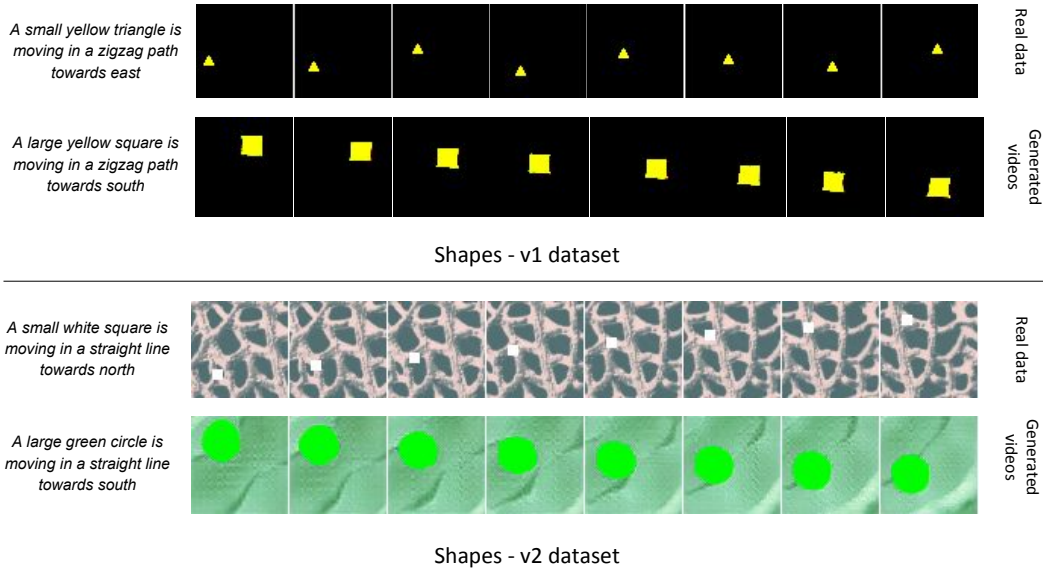 A small yellow triangle is
moving in a zigzag path
towards east
Real data
A large yellow square is
moving in a zigzag path
towards south
Generated
videos
Shapes - v1 dataset
A small white square is
moving in a straight line
towards north
Real data
A large green circle is
moving in a straight line
towards south
Generated
videos
Shapes - v2 dataset